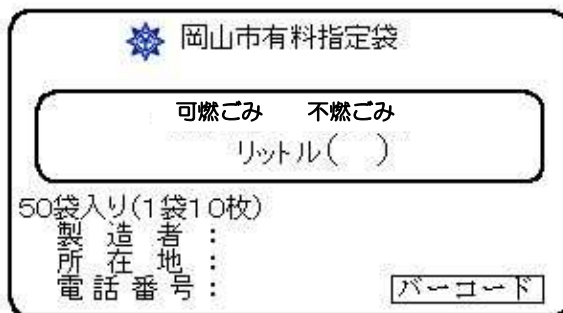 岡山市有料指定袋
可燃ごみ 不燃ごみ
リットル( )
50袋入り(1袋10枚)
製造者:
所在地:
電話番号:
バーコード